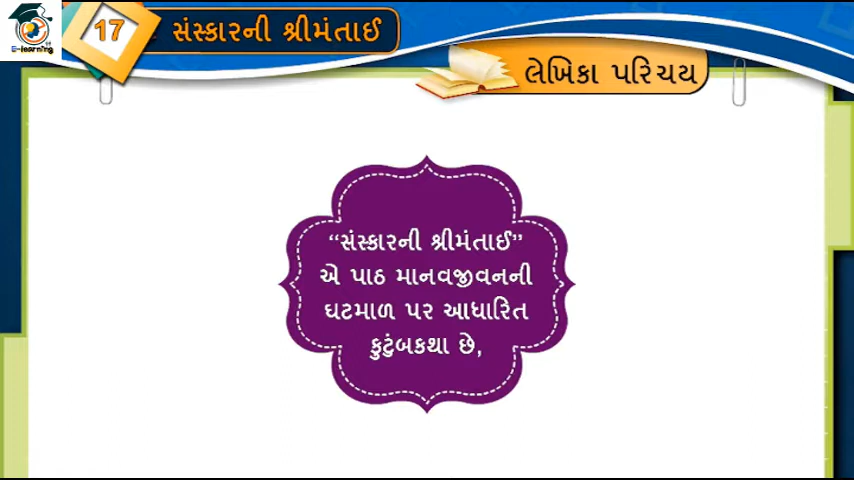 E-learning
17
સંસ્કારની શ્રીમંતાઈ
લેખિકા પરિચય
“સંસ્કારની શ્રીમંતાઈ”
એ પાઠ માનવજીવનની
ઘટમાળ પર આધારિત
કુટુંબકથા છે,